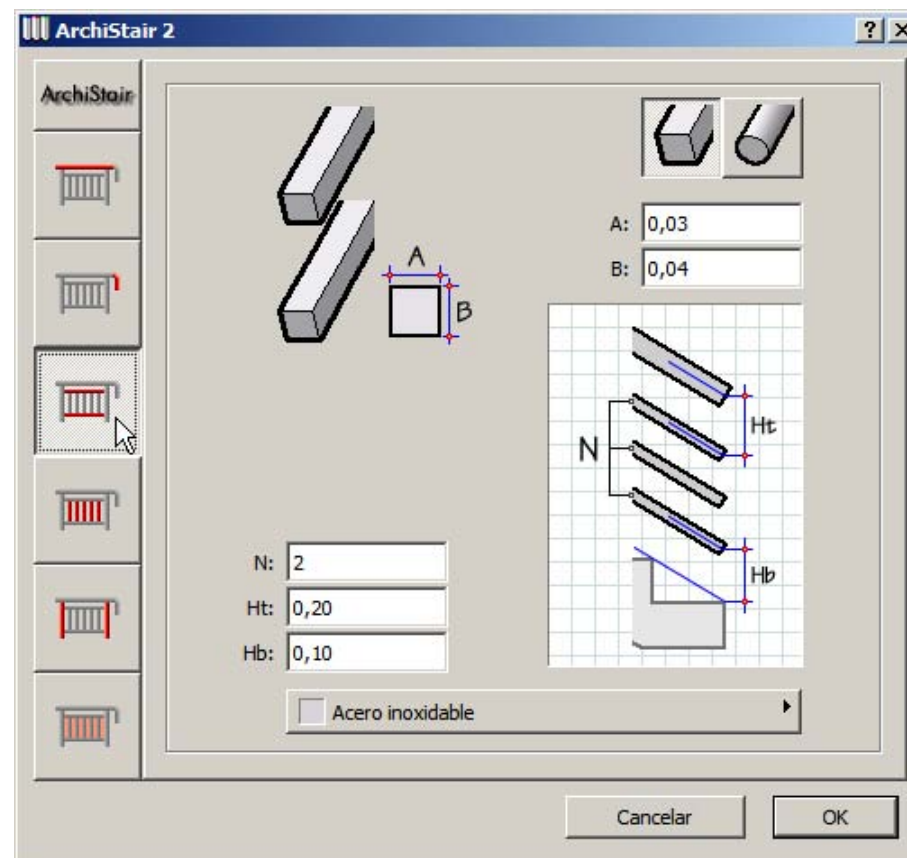 ArchiStair 2
ArchiStair
A
B
A: 0,03
B: 0,04
N
Ht
Hb
N: 2
Ht: 0,20
Hb: 0,10
Acero inoxidable
Cancelar
OK